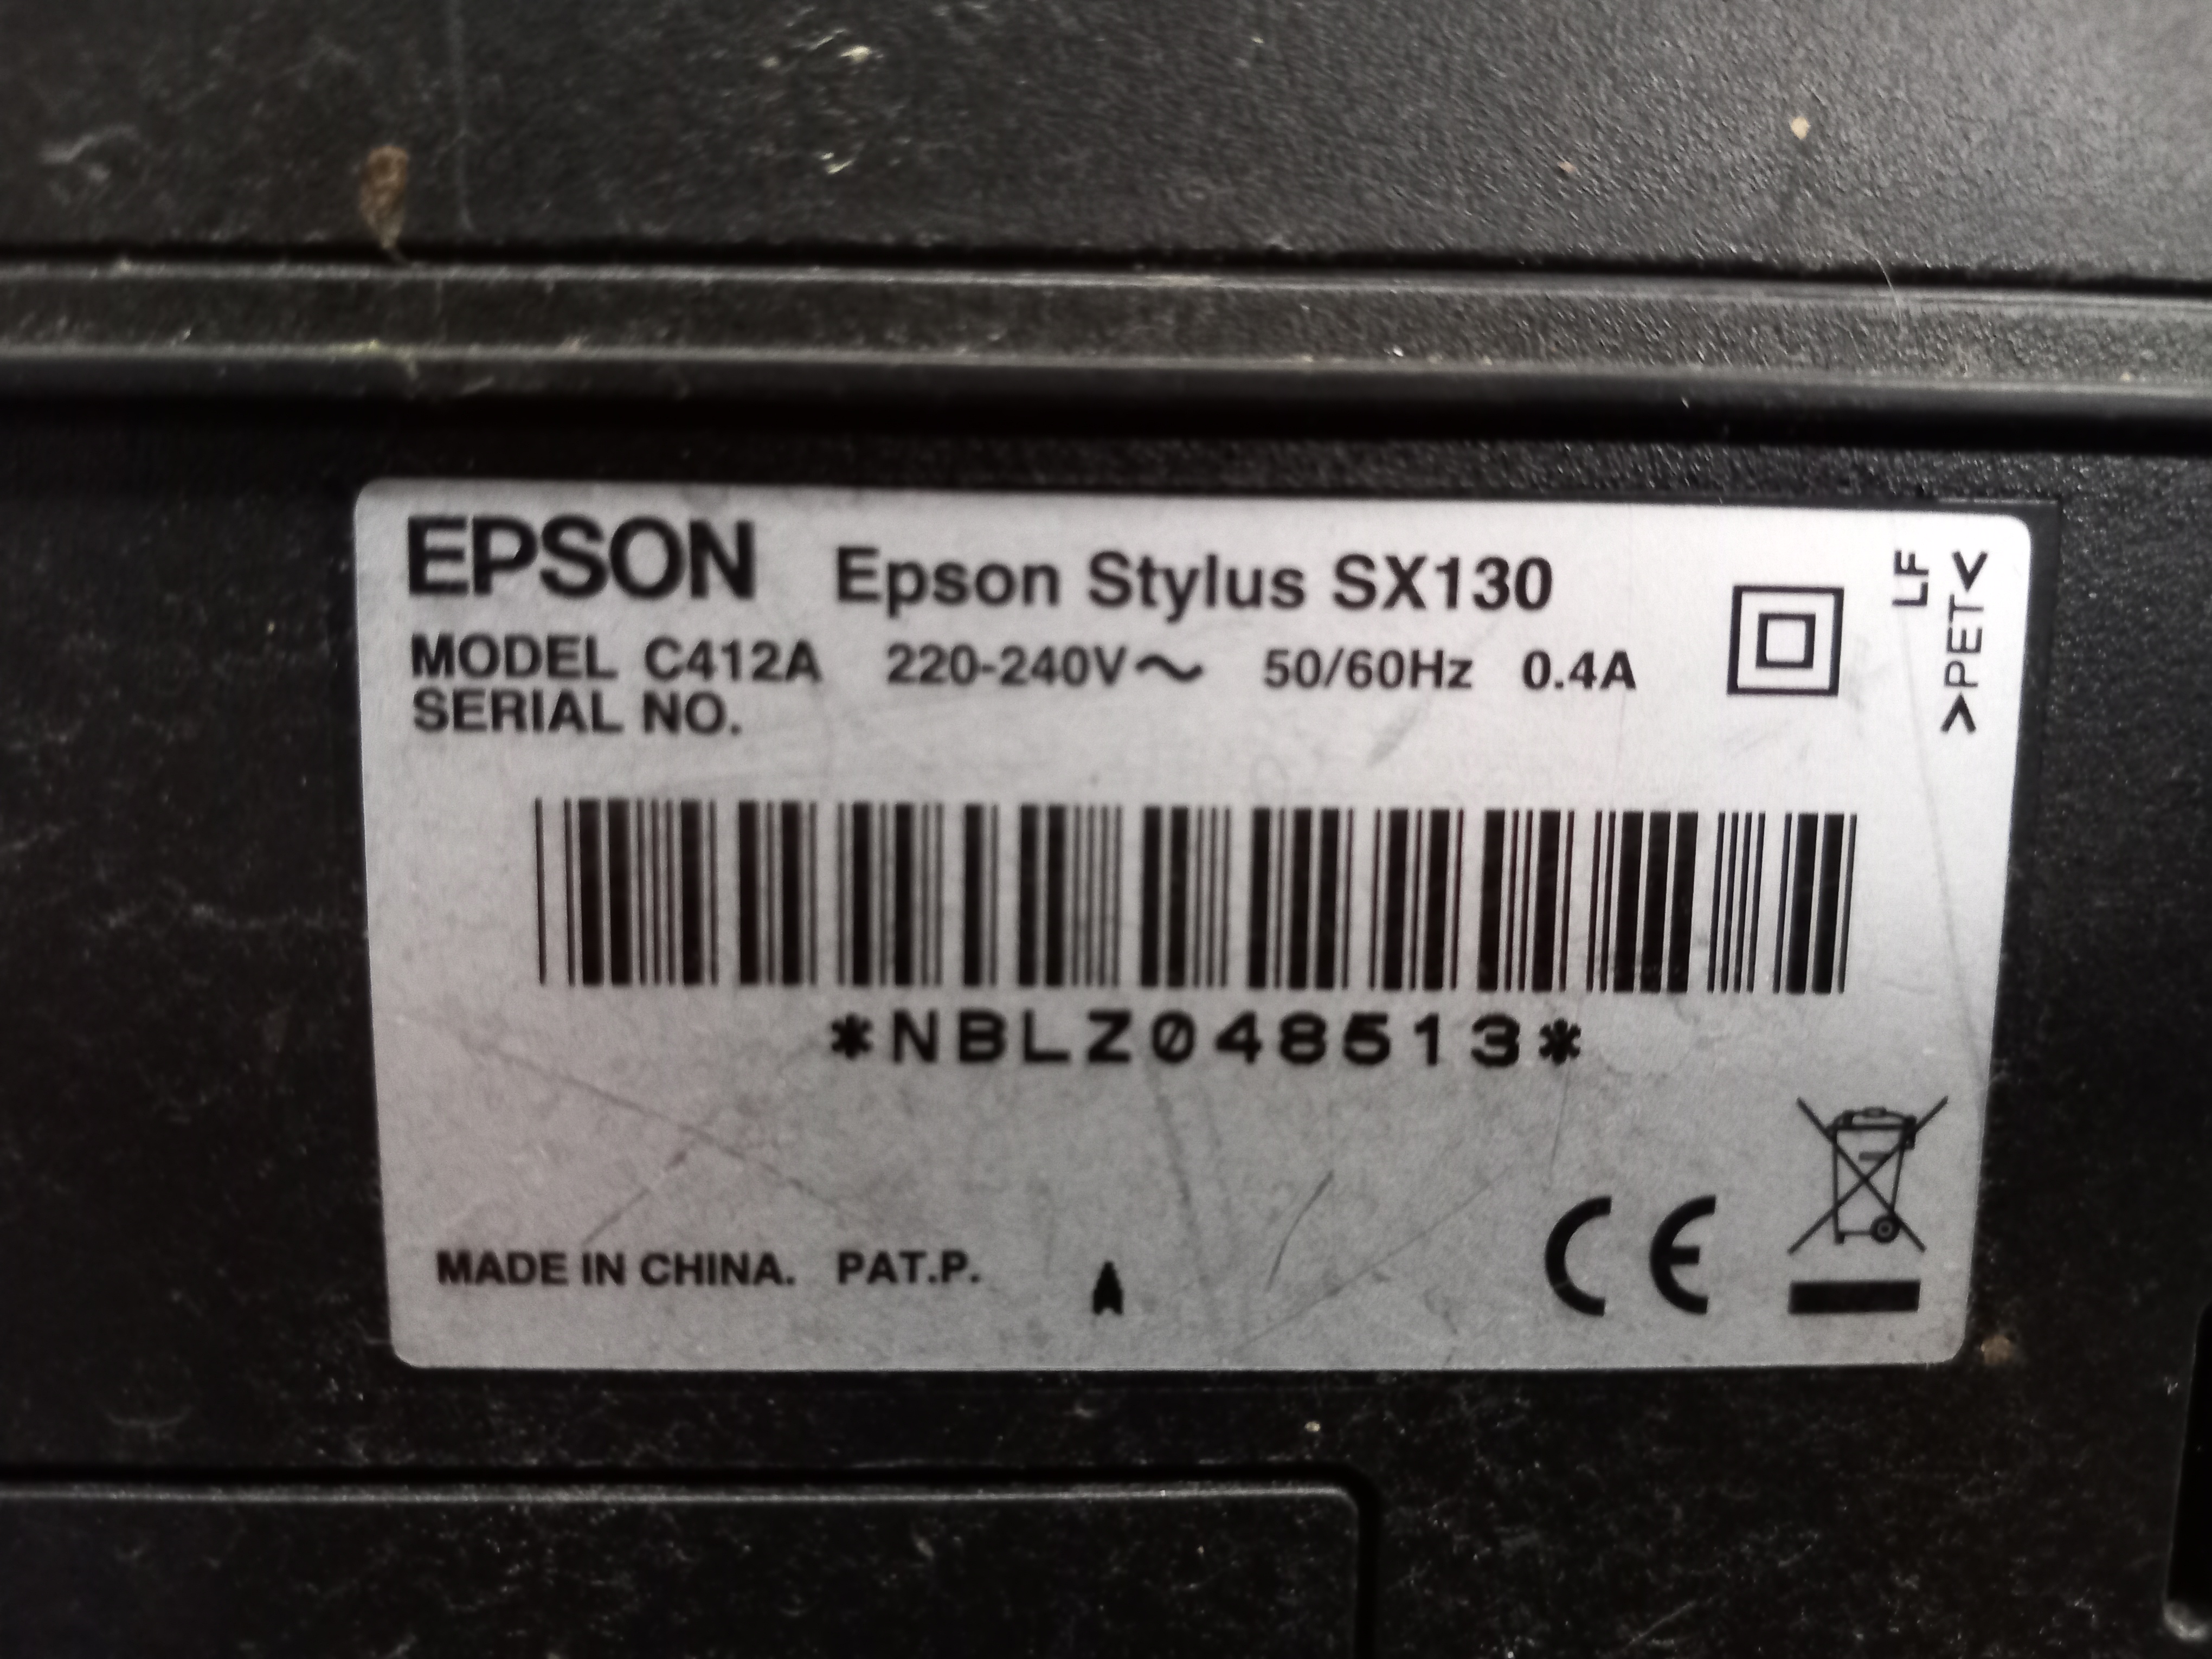 EPSON Epson Stylus SX130
MODEL C412A 220-240V~ 50/60Hz 0.4A
SERIAL NO.
LF
>PET<
*NBLZ048513*
MADE IN CHINA. PAT.P. A
CE